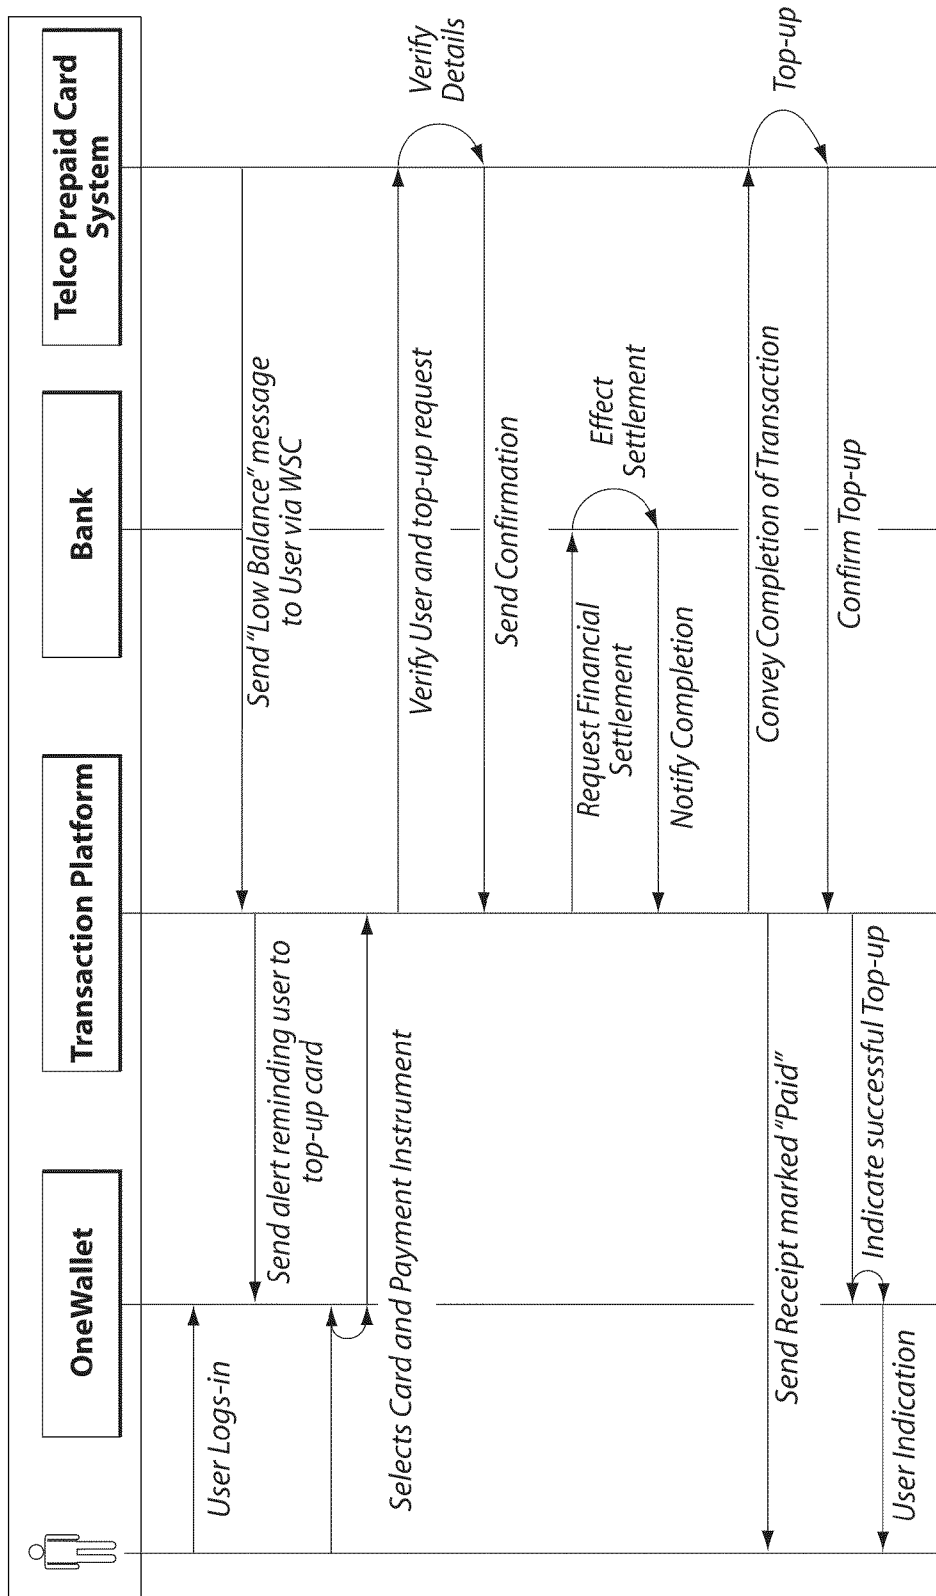 OneWallet
Transaction Platform
Bank
Telco Prepaid Card
System
User Logs-in
Send “Low Balance” message
to User via WSC
Send alert reminding user to
top-up card
Selects Card and Payment Instrument
Verify User and top-up request
Verify
Details
Send Confirmation
Request Financial
Settlement
Effect
Settlement
Notify Completion
Convey Completion of Transaction
Send Receipt marked “Paid”
Top-up
Confirm Top-up
Indicate successful Top-up
User Indication